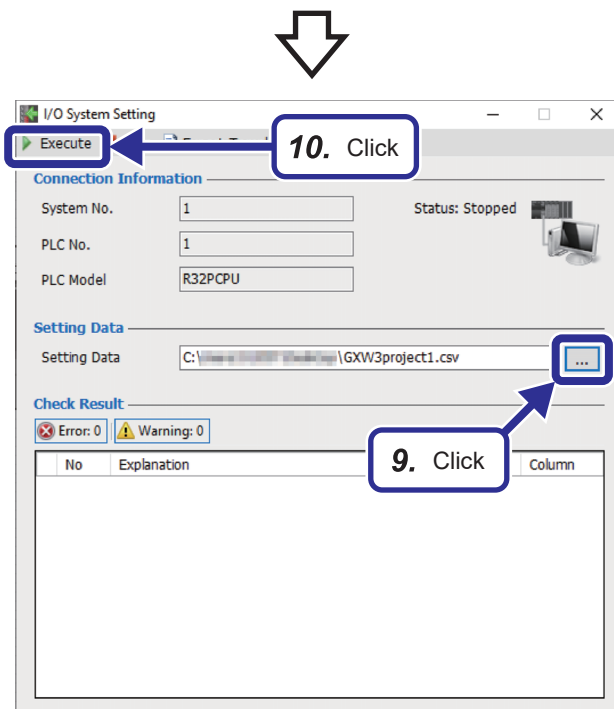 I/O System Setting
Execute
10. Click
Connection Information
System No. 1 Status: Stopped
PLC No. 1
PLC Model R32PCPU
Setting Data
Setting Data C:\ \GXW3project1.csv ...
Check Result
Error: 0 Warning: 0
9. Click
No Explanation Column